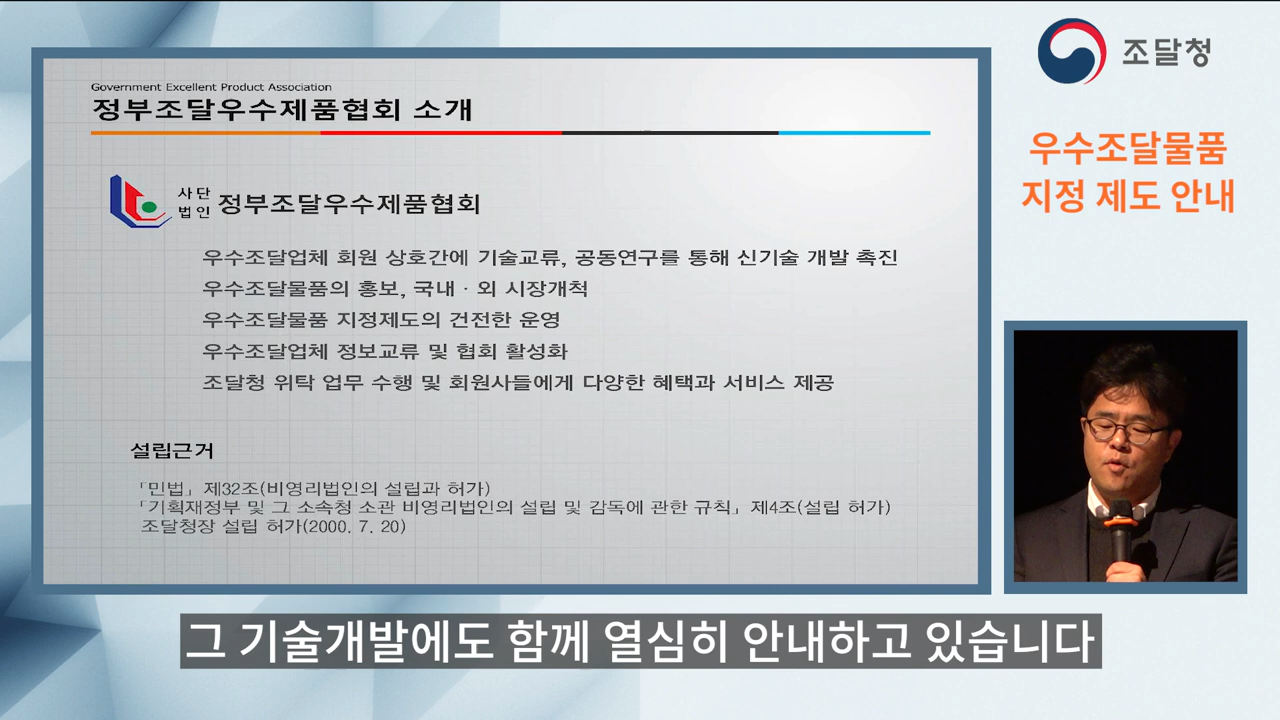 Government Excellent Product Association
정부조달우수제품협회 소개
사단
법인
정부조달우수제품협회
우수조달업체 회원 상호간에 기술교류, 공동연구를 통해 신기술 개발 촉진
우수조달물품의 홍보, 국내 · 외 시장개척
우수조달물품 지정제도의 건전한 운영
우수조달업체 정보교류 및 협회 활성화
조달청 위탁 업무 수행 및 회원사들에게 다양한 혜택과 서비스 제공
설립근거
「민법」 제32조(비영리법인의 설립과 허가)
「기획재정부 및 그 소속청 소관 비영리법인의 설립 및 감독에 관한 규칙」 제4조(설립 허가)
조달청장 설립 허가(2000. 7. 20)
조달청
우수조달물품
지정 제도 안내
그 기술개발에도 함께 열심히 안내하고 있습니다